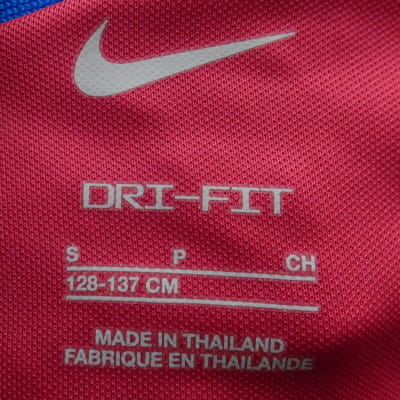 DRI-FIT
S P CH
128-137 CM
MADE IN THAILAND
FABRIQUE EN THAILANDE